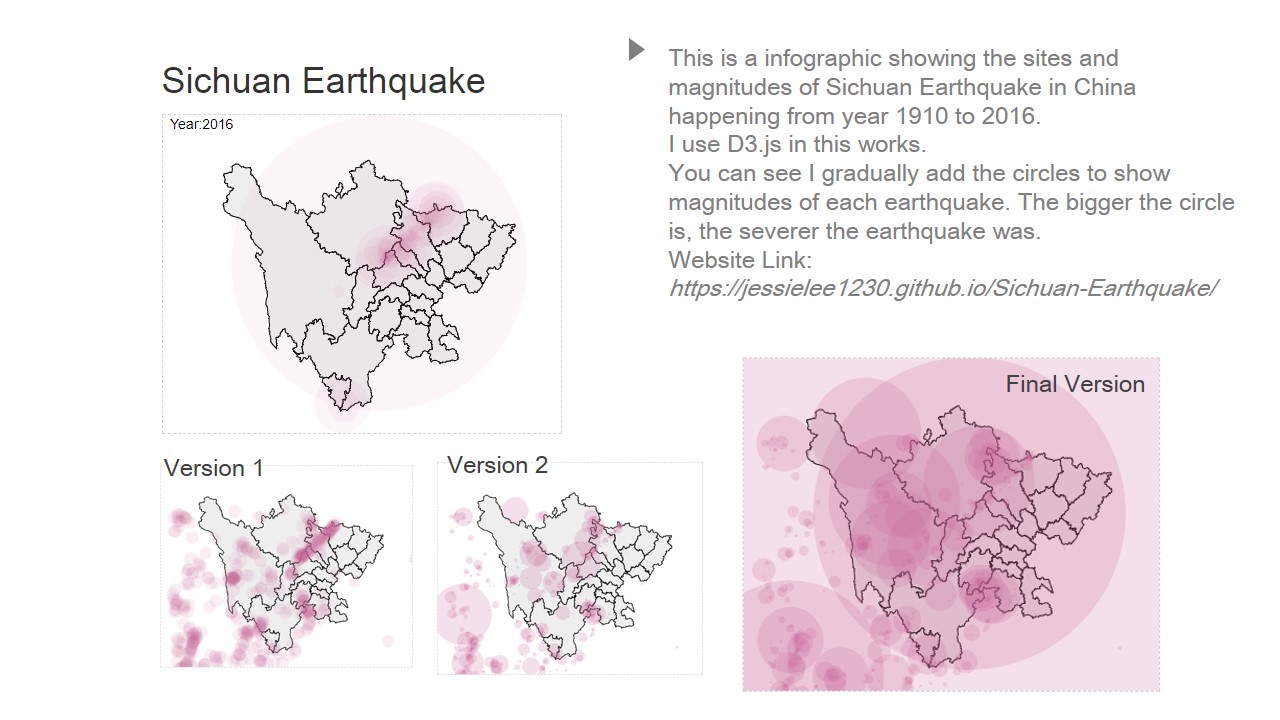 Sichuan Earthquake
Year:2016
This is a infographic showing the sites and
magnitudes of Sichuan Earthquake in China
happening from year 1910 to 2016.
I use D3.js in this works.
You can see I gradually add the circles to show
magnitudes of each earthquake. The bigger the circle
is, the severer the earthquake was.
Website Link:
https://jessielee1230.github.io/Sichuan-Earthquake/
Version 1
Version 2
Final Version